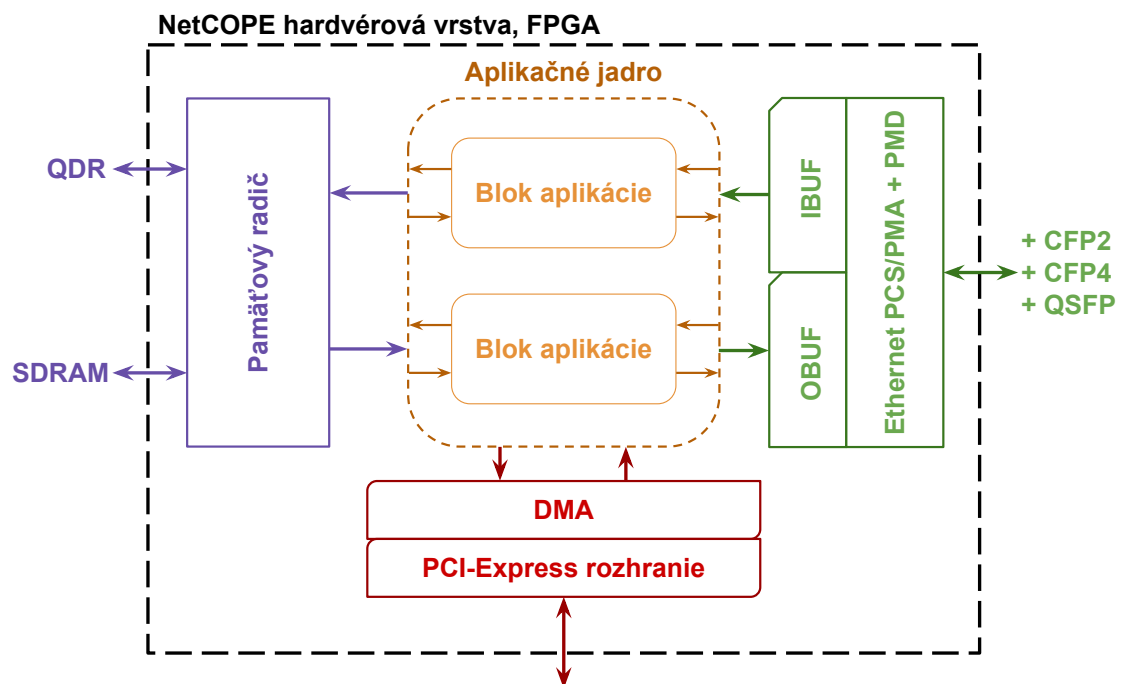 NetCOPE hardvérová vrstva, FPGA
Aplikačné jadro
QDR
SDRAM
Pamäťový radič
Blok aplikácie
Blok aplikácie
IBUF
OBUF
Ethernet PCS/PMA + PMD
+ CFP2
+ CFP4
+ QSFP
DMA
PCI-Express rozhranie